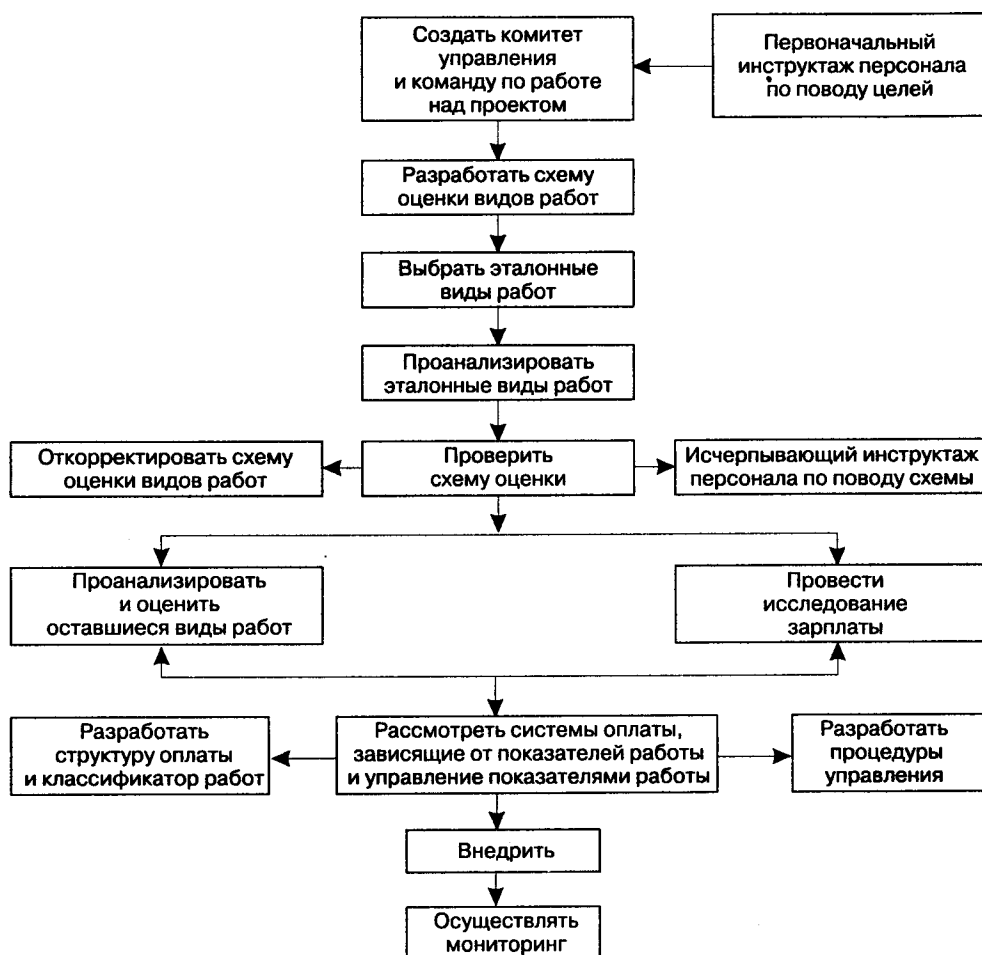 Создать комитет
управления
и команду по работе
над проектом
Первоначальный
инструктаж персонала
по поводу целей
Разработать схему
оценки видов работ
Выбрать эталонные
виды работ
Проанализировать
эталонные виды работ
Откорректировать схему
оценки видов работ
Проверить
схему оценки
Исчерпывающий инструктаж
персонала по поводу схемы
Проанализировать
и оценить
оставшиеся виды работ
Провести
исследование
зарплаты
Разработать
структуру оплаты
и классификатор работ
Рассмотреть системы оплаты,
зависящие от показателей работы
и управление показателями работы
Разработать
процедуры
управления
Внедрить
Осуществлять
мониторинг